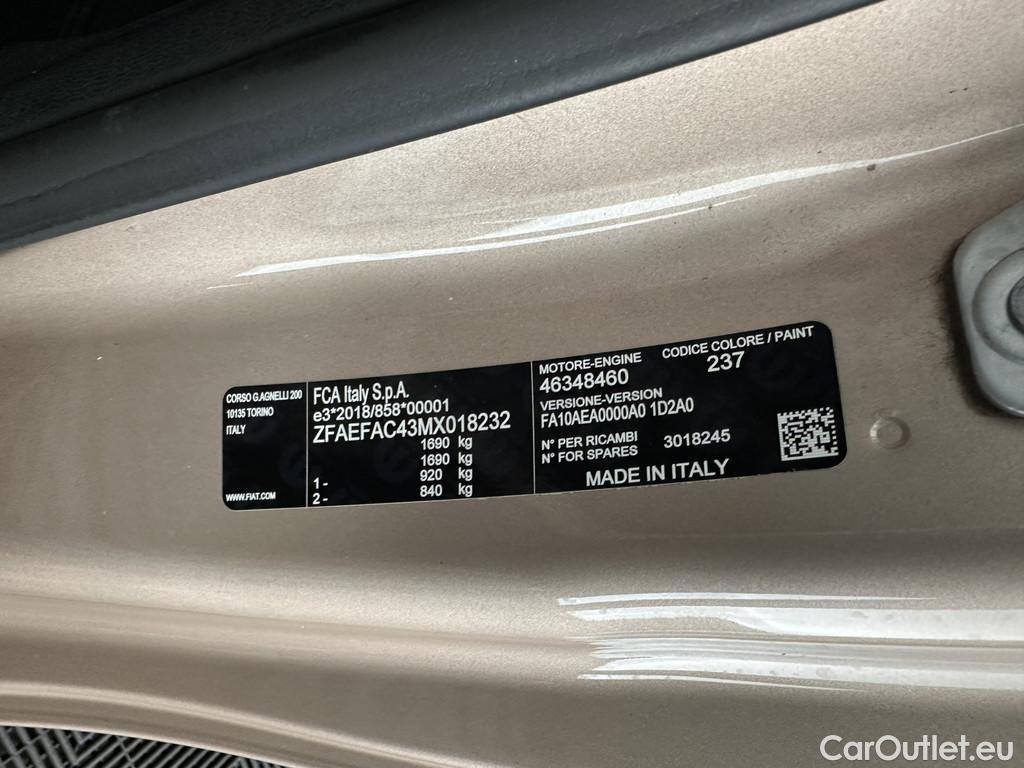 CORSO G.AGNELLI 200
10135 TORINO
ITALY
WWW.FIAT.COM
FCA Italy S.p.A.
e3*2018/858*00001
ZFAEFAC43MX018232
1690 kg
1690 kg
1 - 920 kg
2 - 840 kg
MOTORE-ENGINE
46348460
CODICE COLORE / PAINT
237
VERSIONE-VERSION
FA10AEA0000A0 1D2A0
N° PER RICAMBI
N° FOR SPARES
3018245
MADE IN ITALY
CarOutlet.eu